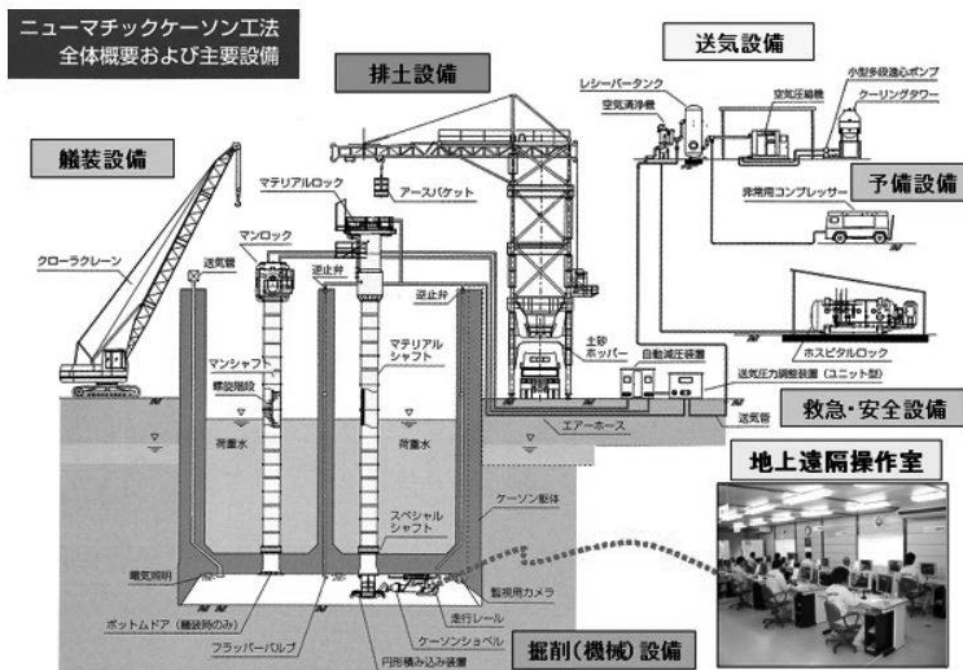 ニューマチックケーソン工法
全体概要および主要設備
排土設備
送気設備
艤装設備
予備設備
救急・安全設備
地上遠隔操作室
掘削(機械)設備
レシーバータンク
空気清浄機
空気圧縮機
小型多段遠心ポンプ
クーリングタワー
非常用コンプレッサー
ホスピタルロック
マテリアルロック
アースバケット
マンロック
クローラクレーン
送気管
逆止弁
逆止弁
マンシャフト
螺旋階段
マテリアル
シャフト
土砂
ホッパー
自動減圧装置
送気圧力調整装置(ユニット型)
エアーホース
送気管
荷重水
荷重水
スペシャル
シャフト
ケーソン躯体
電気照明
監視用カメラ
ボットムドア(艤装時のみ)
走行レール
フラッパーバルブ
ケーソンショベル
円形積み込み装置